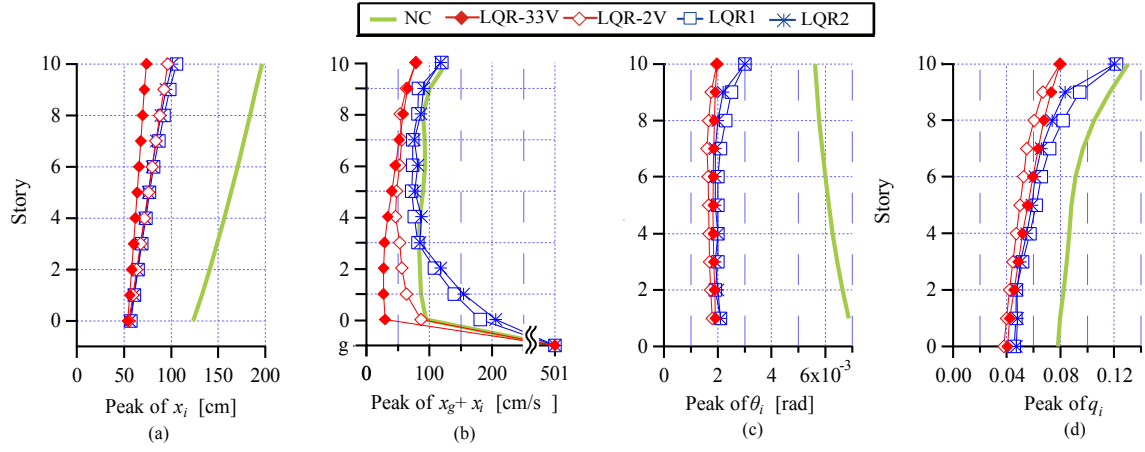 NC LQR-33V LQR-2V LQR1 LQR2
10 10 10 10
8 8 8 8
6 6 6 6
4 4 4 4
2 2 2 2
0 0 0 0
g
Story Story
0 50 100 150 200
0 100 200 501
0 2 4 6x10-3
0.00 0.04 0.08 0.12
Peak of xi [cm]
Peak of xg+ xi [cm/s
Peak of θi [rad]
Peak of qi
(a) (b) (c) (d)